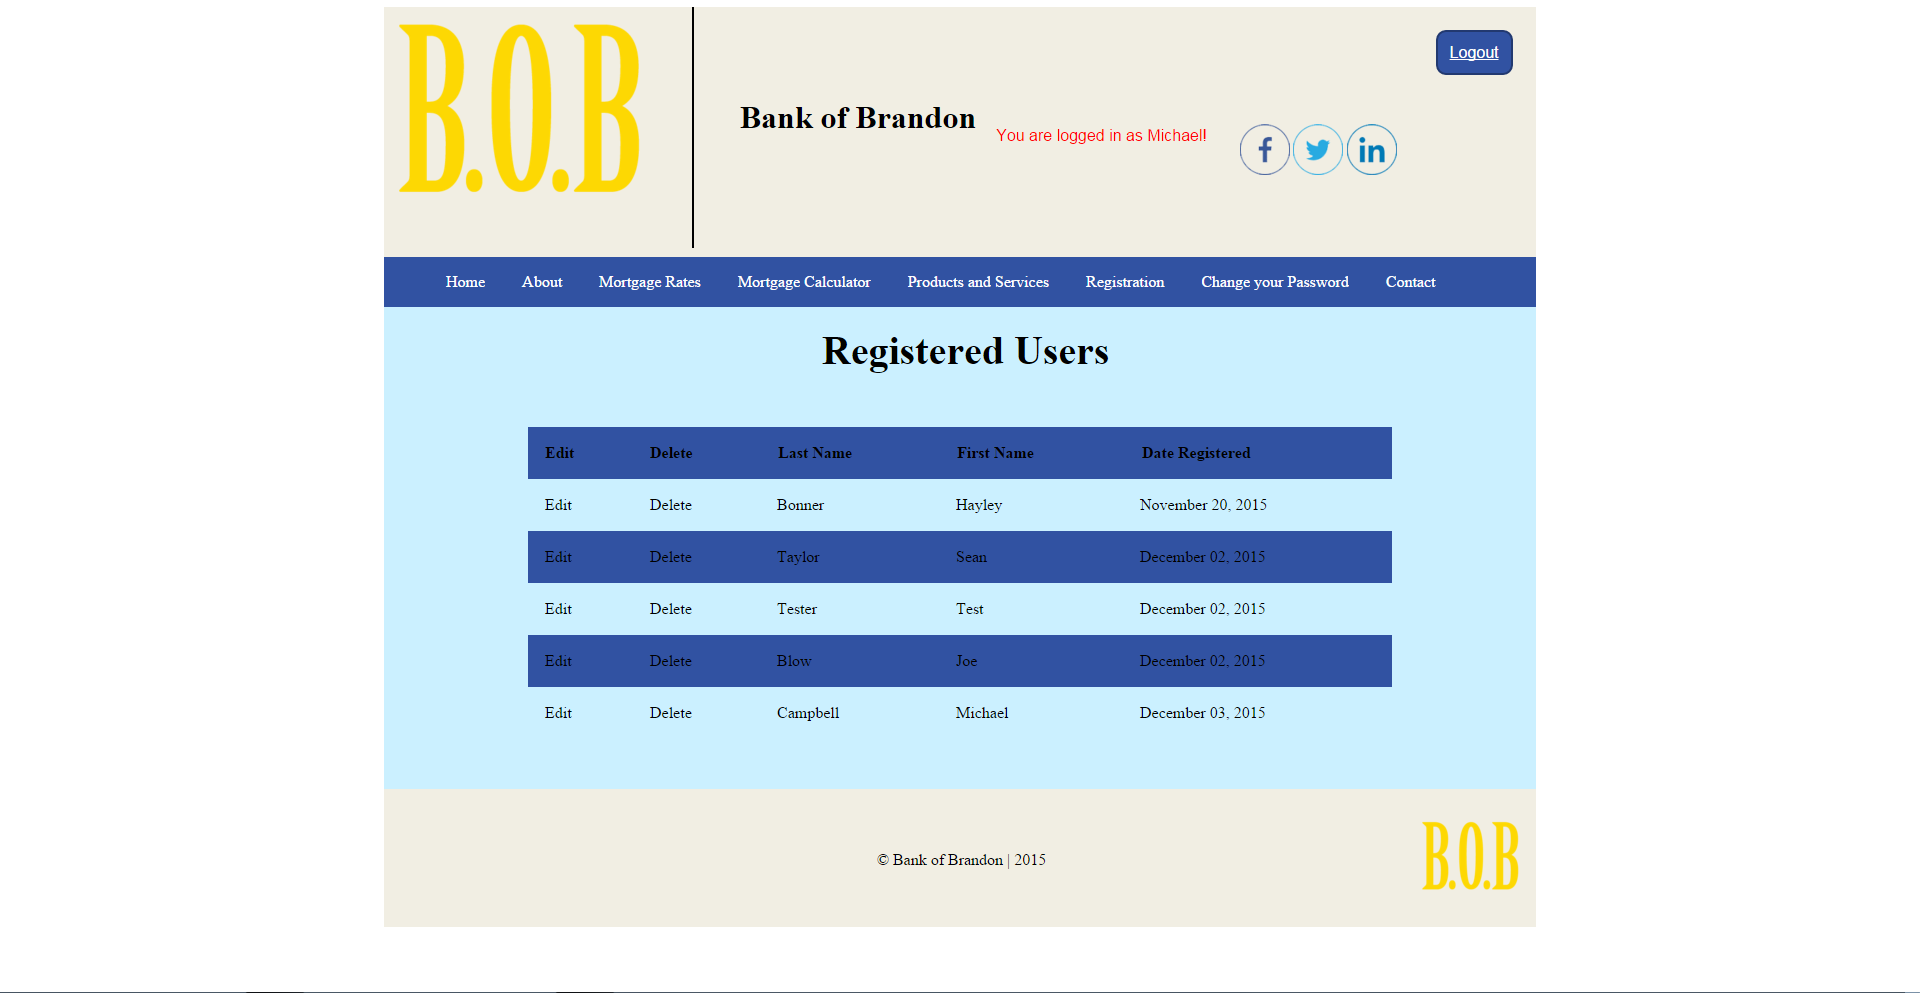 B.O.B
Logout
Bank of Brandon
You are logged in as Michael!
Home About Mortgage Rates Mortgage Calculator Products and Services Registration Change your Password Contact
Registered Users
Edit Delete Last Name First Name Date Registered
Edit Delete Bonner Hayley November 20, 2015
Edit Delete Taylor Sean December 02, 2015
Edit Delete Tester Test December 02, 2015
Edit Delete Blow Joe December 02, 2015
Edit Delete Campbell Michael December 03, 2015
© Bank of Brandon | 2015
B.O.B